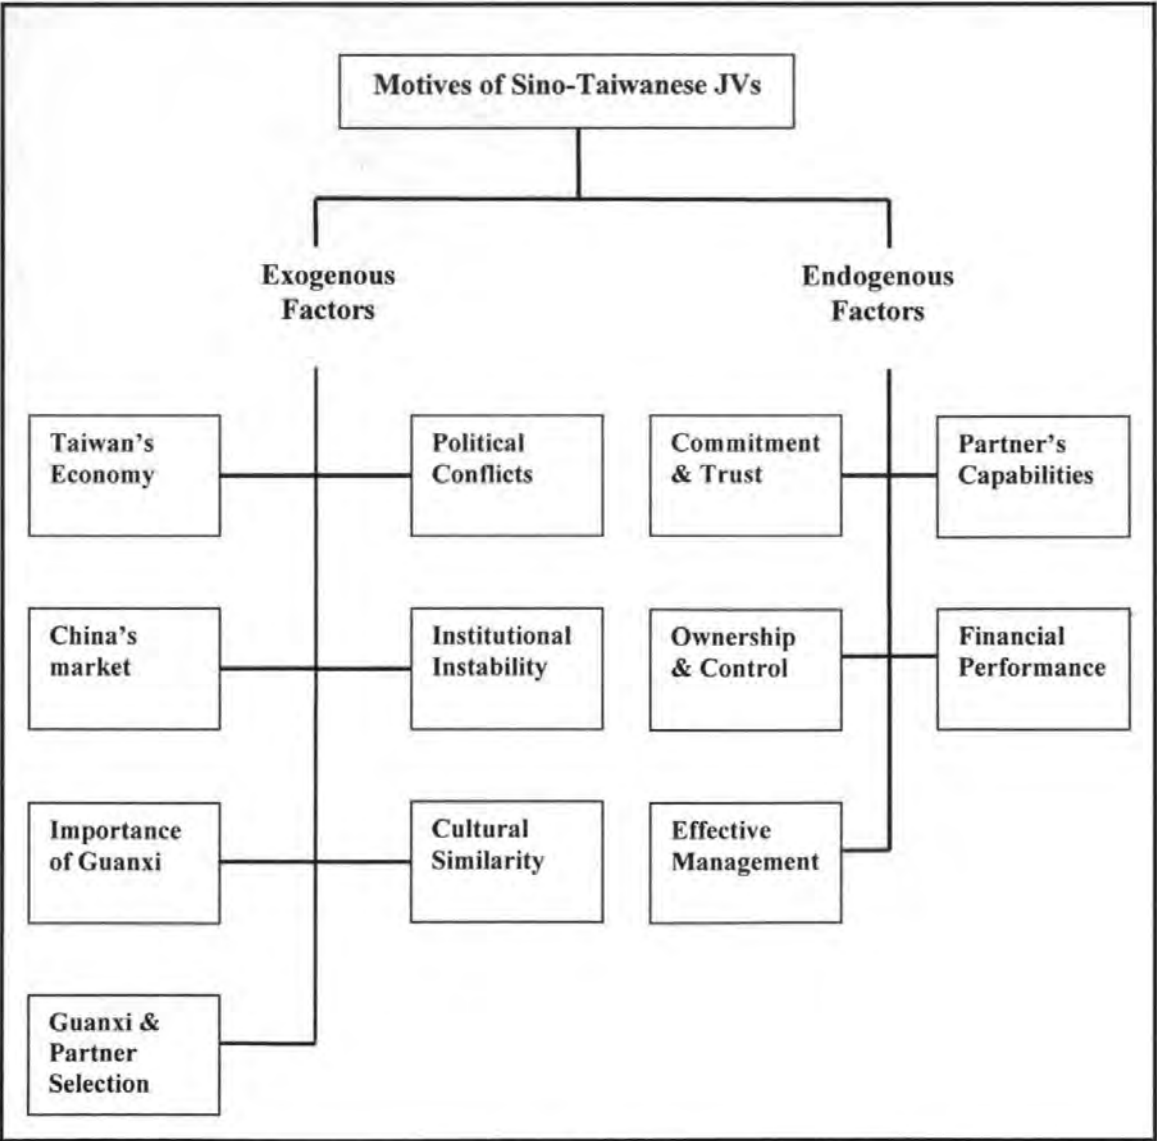 Motives of Sino-Taiwanese JVs
Exogenous
Factors
Endogenous
Factors
Taiwan's
Economy
Political
Conflicts
Commitment
& Trust
Partner's
Capabilities
China's
market
Institutional
Instability
Ownership
& Control
Financial
Performance
Importance
of Guanxi
Cultural
Similarity
Effective
Management
Guanxi &
Partner
Selection